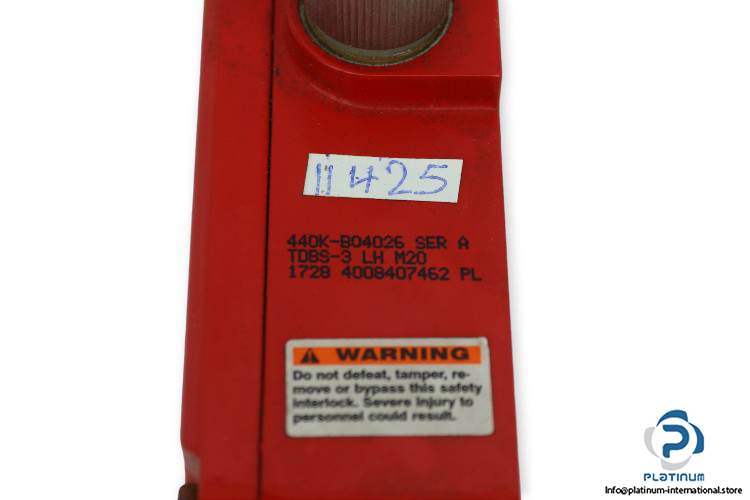 11425
440K-B04026 SER A
TDBS-3 LH M20
1728 4008407462 PL
WARNING
Do not defeat, tamper, re-
move or bypass this safety
interlock. Severe injury to
personnel could result.
PLATINUM
Info@platinum-international.store